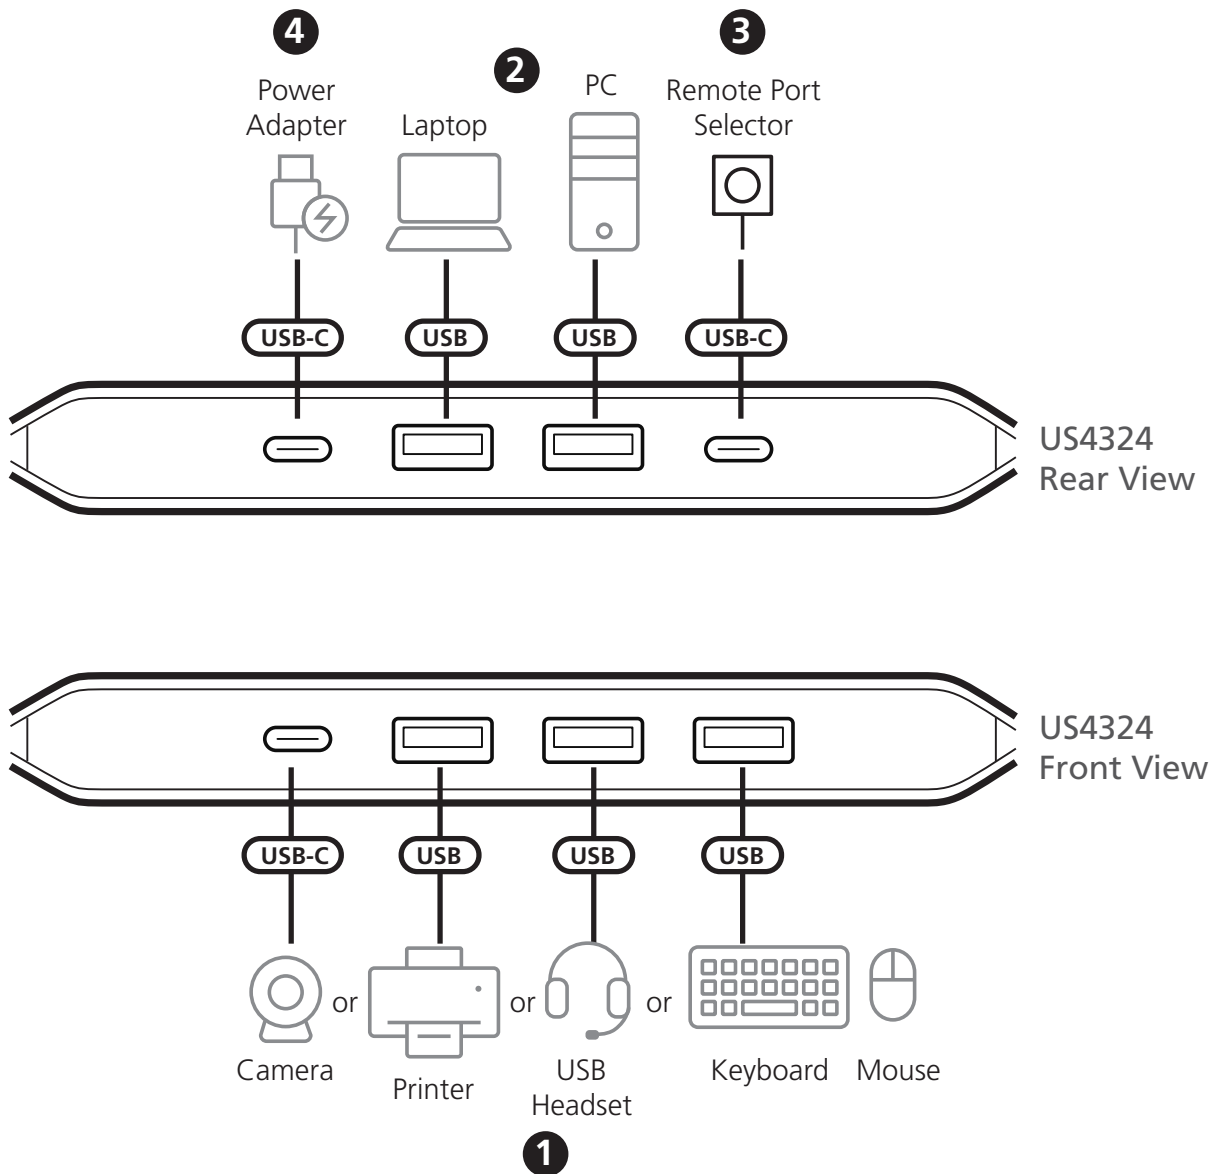 4
2
3
Power
Adapter
Laptop
PC
Remote Port
Selector
USB-C
USB
USB
USB-C
US4324
Rear View
US4324
Front View
USB-C
USB
USB
USB
or
or
or
Camera
Printer
USB
Headset
Keyboard
Mouse
1